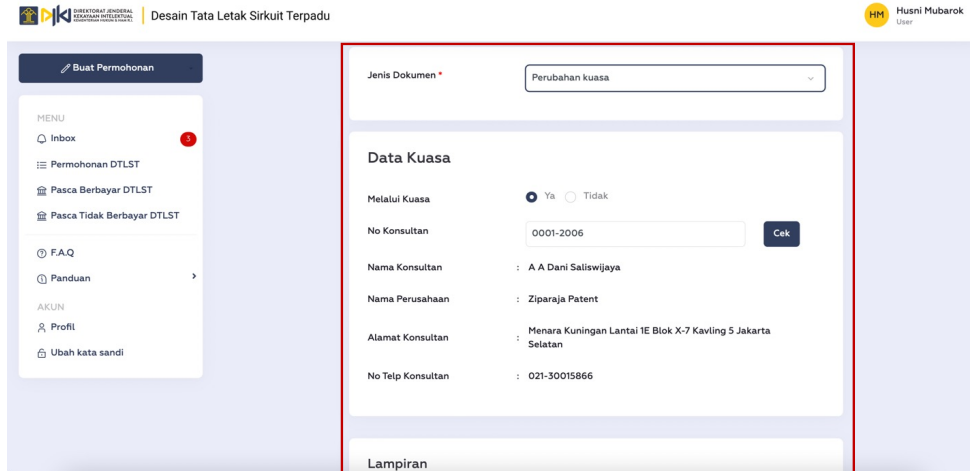 DIREKTORAT JENDERAL
KEKAYAAN INTELEKTUAL
Desain Tata Letak Sirkuit Terpadu
HM
Husni Mubarok
User
Buat Permohonan
MENU
Inbox
3
Permohonan DTLST
Pasca Berbayar DTLST
Pasca Tidak Berbayar DTLST
F.A.Q
Panduan
AKUN
Profil
Ubah kata sandi
Jenis Dokumen *
Perubahan kuasa
Data Kuasa
Melalui Kuasa
Ya Tidak
No Konsultan
0001-2006
Cek
Nama Konsultan : A A Dani Saliswijaya
Nama Perusahaan : Ziparaja Patent
Alamat Konsultan : Menara Kuningan Lantai 1E Blok X-7 Kavling 5 Jakarta
Selatan
No Telp Konsultan : 021-30015866
Lampiran